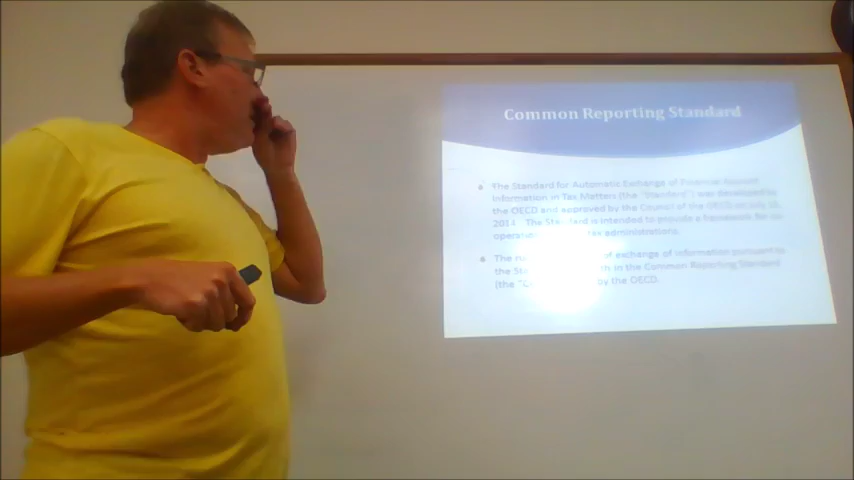 Common Reporting Standard
The Standard for Automatic Exchange of Financial Account
Information in Tax Matters (the "Standard") was developed by
the OECD and approved by the Council of the OECD on July 15,
2014. The Standard is intended to provide a framework for
operation tax administrations.
The of exchange of information pursuant to
the in the Common Reporting Standard
(the by the OECD.